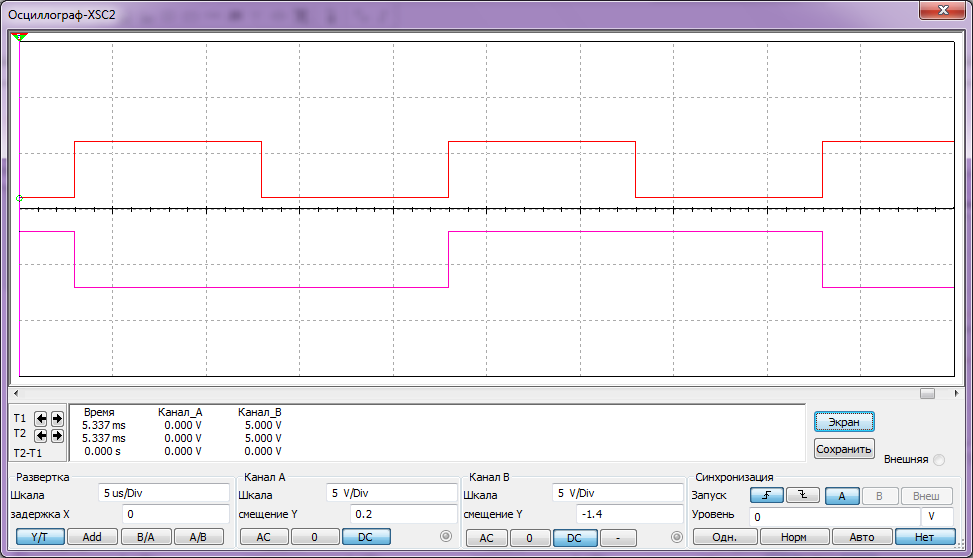 Осциллограф-XSC2
T1
T2
T2-T1
Время Канал_A Канал_B
5.337 ms 0.000 V 5.000 V
5.337 ms 0.000 V 5.000 V
0.000 s 0.000 V 0.000 V
Экран
Сохранить
Внешняя
Развертка
Шкала 5 us/Div
задержка X 0
Y/T Add B/A A/B
Канал A
Шкала 5 V/Div
смещение Y 0.2
AC 0 DC
Канал B
Шкала 5 V/Div
смещение Y -1.4
AC 0 DC -
Синхронизация
Запуск A B Внеш
Уровень 0 V
Одн. Норм Авто Нет